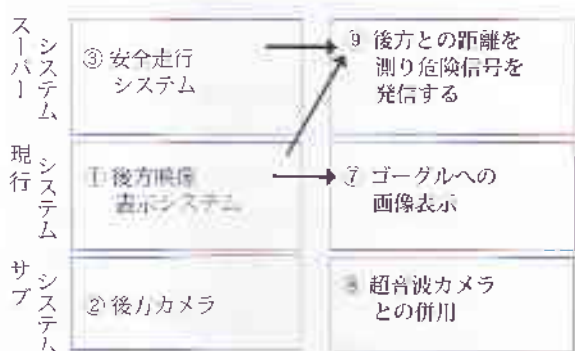 スーパー
システム
③ 安全走行
システム
9 後方との距離を
測り危険信号を
発信する
現行
システム
① 後方映像
表示システム
⑦ ゴーグルへの
画像表示
サブ
システム
② 後方カメラ
8 超音波カメラ
との併用